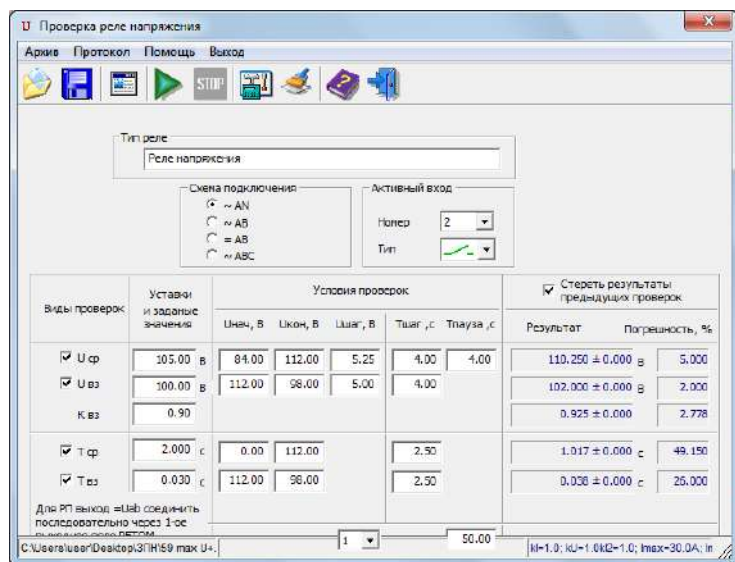 Проверка реле напряжения
Архив Протокол Помощь Выход
STOP
Тип реле
Реле напряжения
Схема подключения
~ AN
~ AB
= AB
~ ABC
Активный вход
Номер 2
Тип
Виды проверок
Уставки и заданые значения
Условия проверок
Стереть результаты предыдущих проверок
Uнач, В Uкон, В Uшаг, В Tшаг ,с Tпауза ,с
Результат Погрешность, %
U ср 105.00 В 84.00 112.00 5.25 4.00 4.00 110.250 ± 0.000 В 5.000
U вз 100.00 В 112.00 98.00 5.00 4.00 102.000 ± 0.000 В 2.000
K вз 0.90 0.925 ± 0.000 2.778
T ср 2.000 с 0.00 112.00 2.50 1.017 ± 0.000 с 49.150
T вз 0.030 с 112.00 98.00 2.50 0.038 ± 0.000 с 26.000
Для РП выход =Uab соединить
последовательно через 1-ое
1 50.00
C:\Users\user\Desktop\ЗПН\59 max U+. kI=1.0; kU=1.0kI2=1.0; Imax=30.0A; In